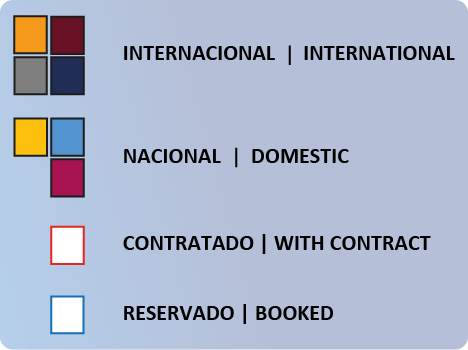 INTERNACIONAL | INTERNATIONAL
NACIONAL | DOMESTIC
CONTRATADO | WITH CONTRACT
RESERVADO | BOOKED